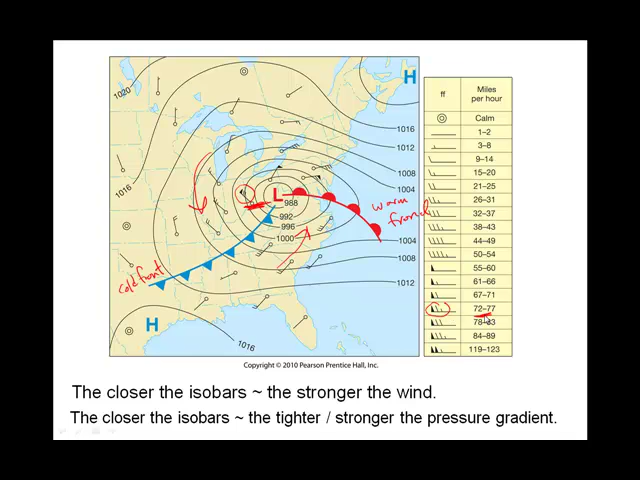 H
1020
1016
1012
1008
1004
1016
L
988
992
996
1000
warm
1004
1008
1012
cold front
H
1016
ff
Miles
per hour
Calm
1–2
3–8
9–14
15–20
21–25
26–31
32–37
38–43
44–49
50–54
55–60
61–66
67–71
72–77
78–83
84–89
119–123
Copyright © 2010 Pearson Prentice Hall, Inc.
The closer the isobars ~ the stronger the wind.
The closer the isobars ~ the tighter / stronger the pressure gradient.